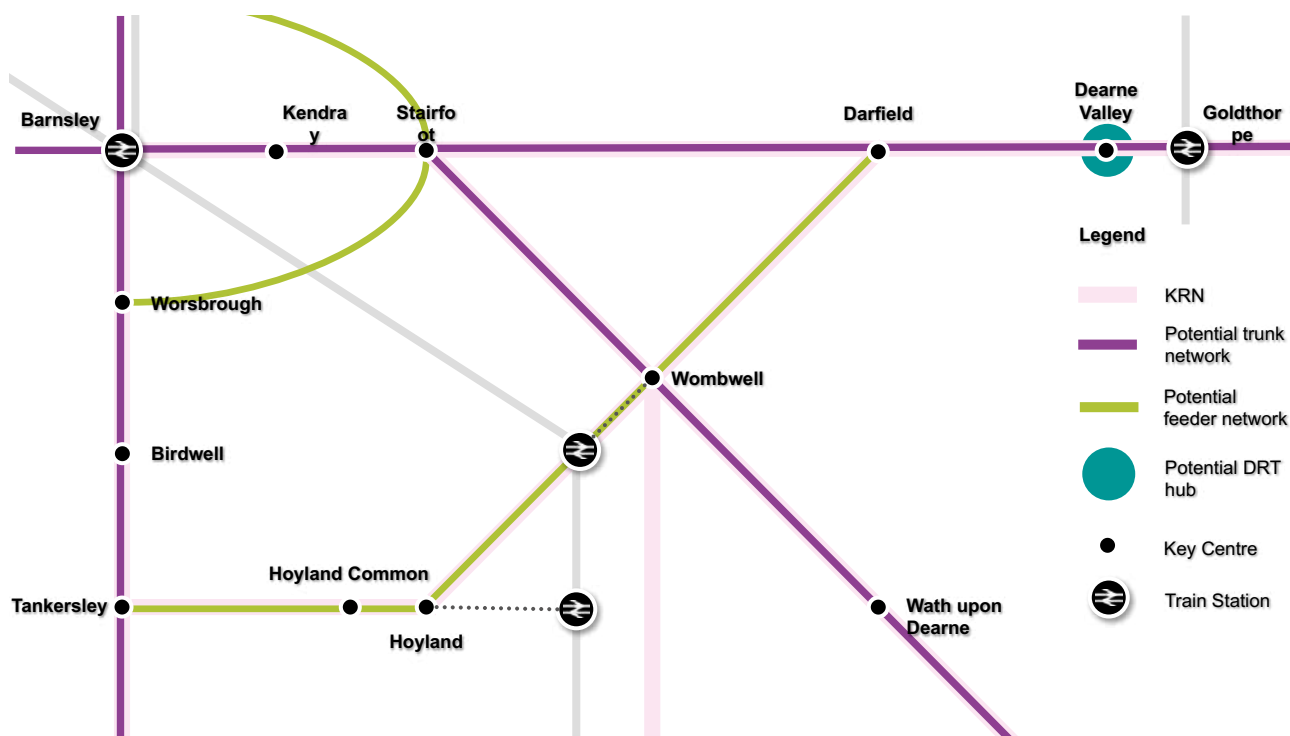 Barnsley
Kendra
y
Stairfo
ot
Darfield
Dearne
Valley
Goldthor
pe
Legend
KRN
Potential trunk
network
Potential
feeder network
Potential DRT
hub
Key Centre
Train Station
Worsbrough
Wombwell
Birdwell
Hoyland Common
Tankersley
Hoyland
Wath upon
Dearne